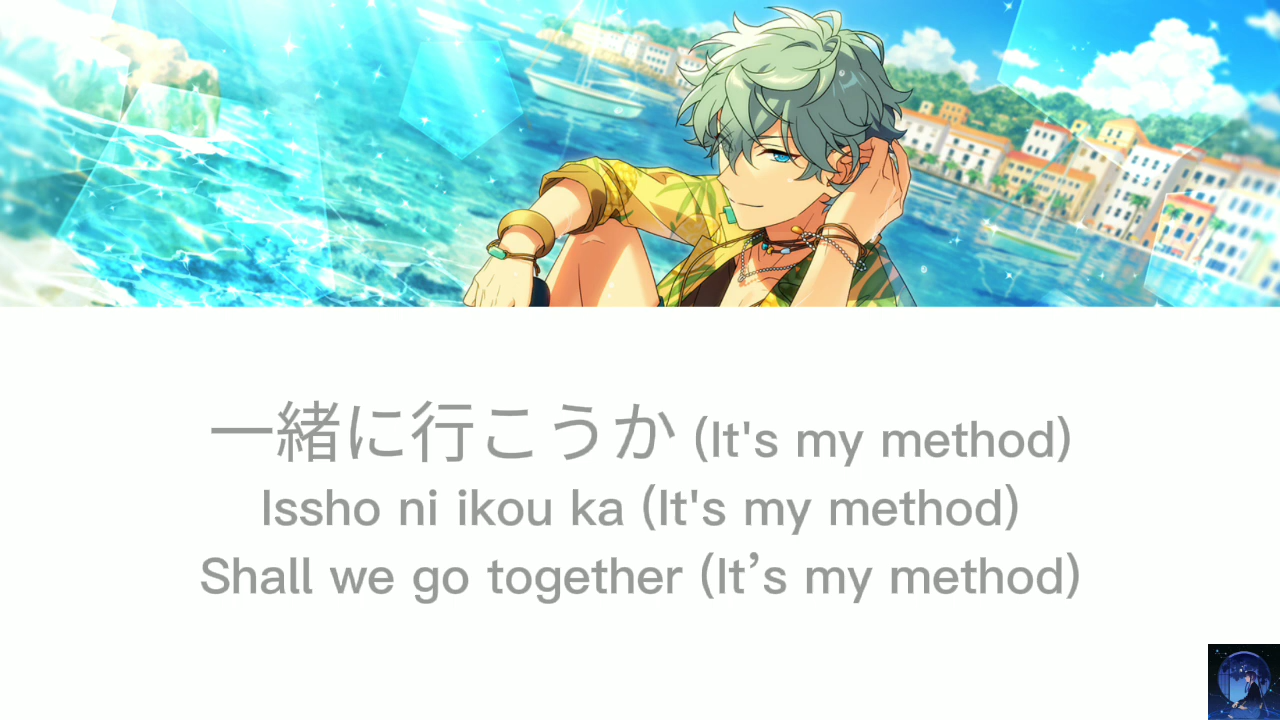 一緒に行こうか (It's my method)
Issho ni ikou ka (It's my method)
Shall we go together (It’s my method)